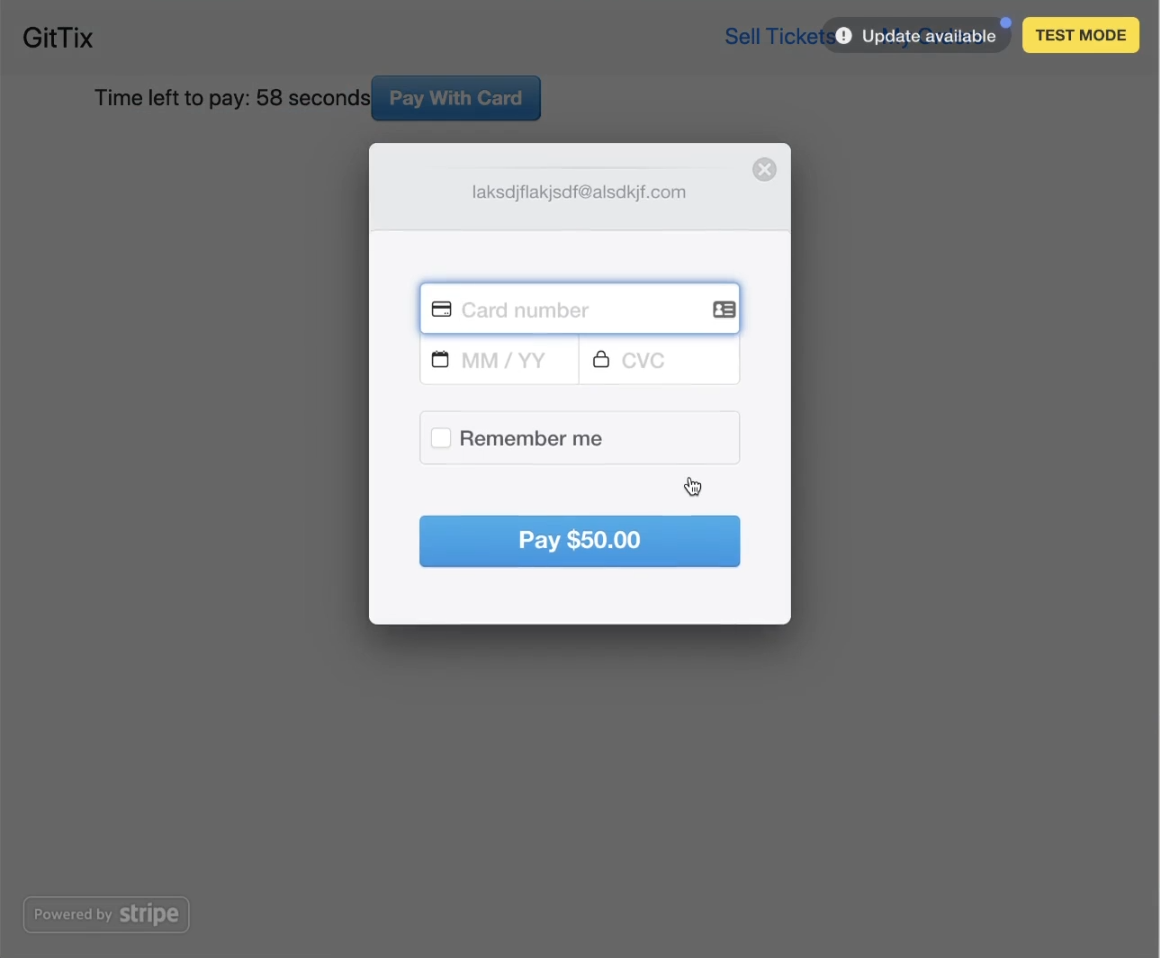 GitTix
Sell Tickets
Update available
TEST MODE
Time left to pay: 58 seconds
Pay With Card
laksdjflakjsdf@alsdkjf.com
Card number
MM / YY
CVC
Remember me
Pay $50.00
Powered by stripe